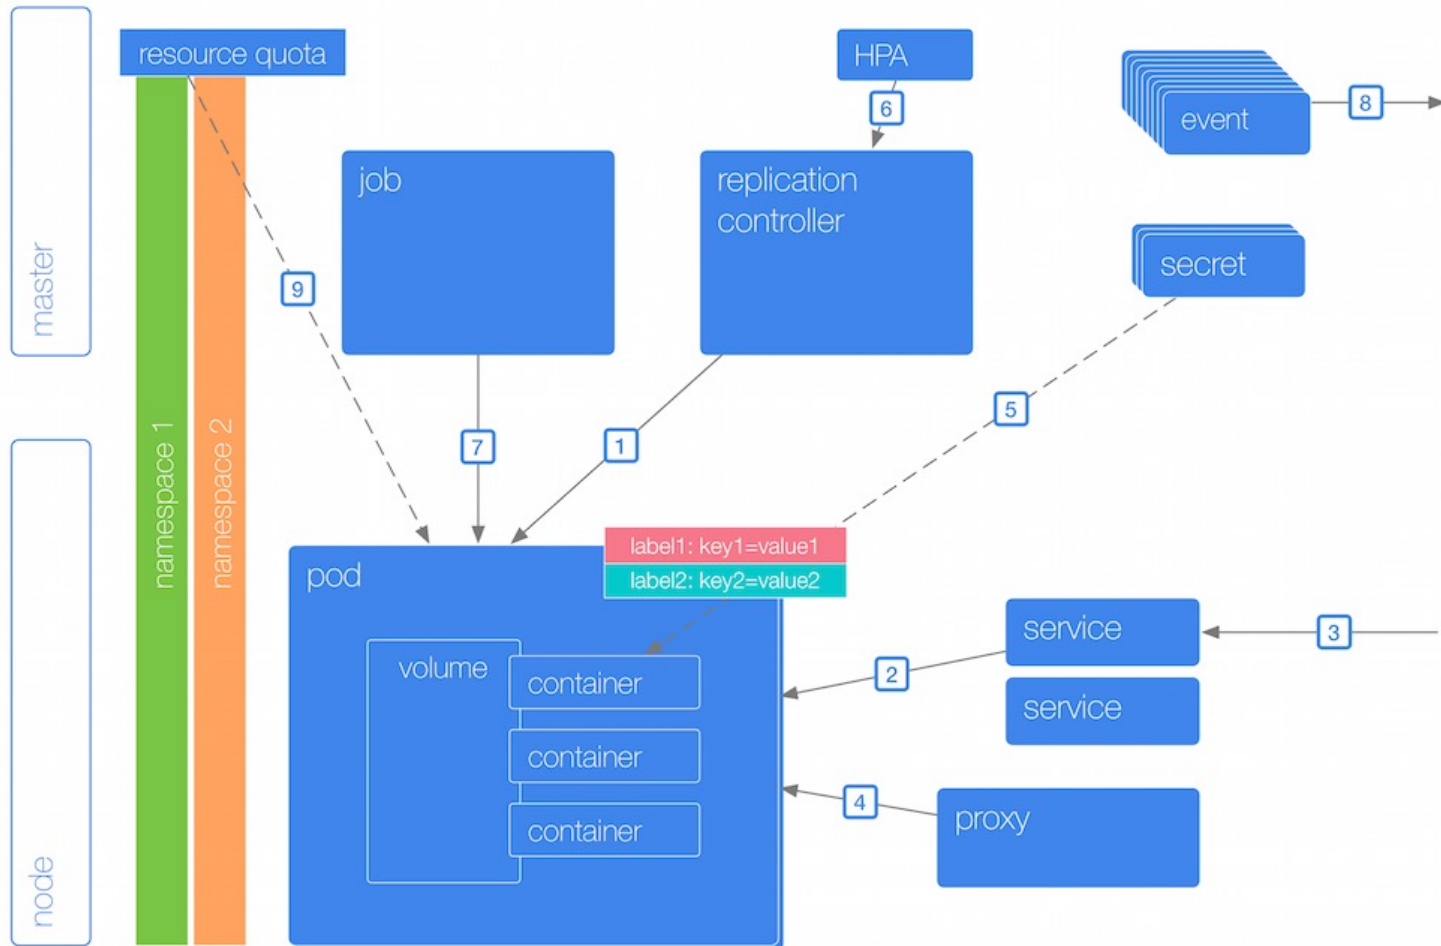 resource quota
HPA
6
event
8
job
replication
controller
secret
master
9
5
7
1
namespace 1
namespace 2
label1: key1=value1
label2: key2=value2
pod
service
3
volume
container
2
service
container
4
proxy
container
node